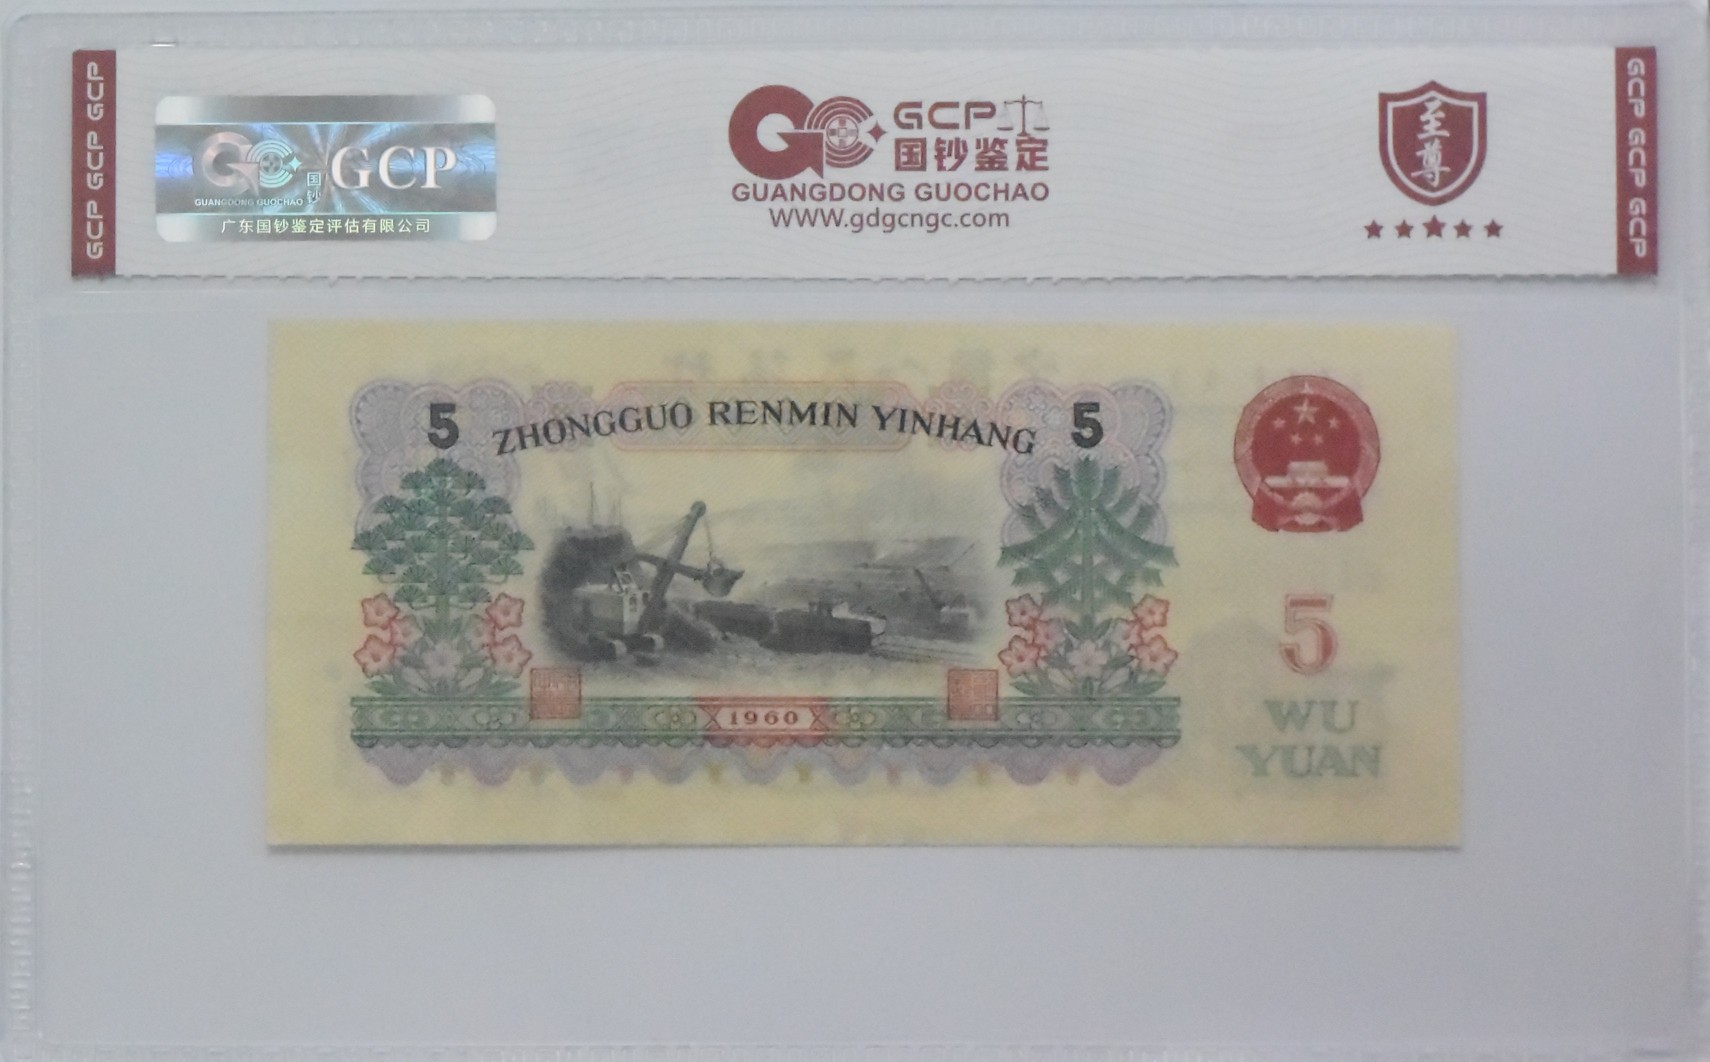 GCP GCP GCP
GC 国钞 GCP
GUANGDONG GUOCHAO
广东国钞鉴定评估有限公司
GCP
国钞鉴定
GUANGDONG GUOCHAO
WWW.gdgcngc.com
至尊
GCP GCP GCP
5 ZHONGGUO RENMIN YINHANG 5
1960
5
WU
YUAN